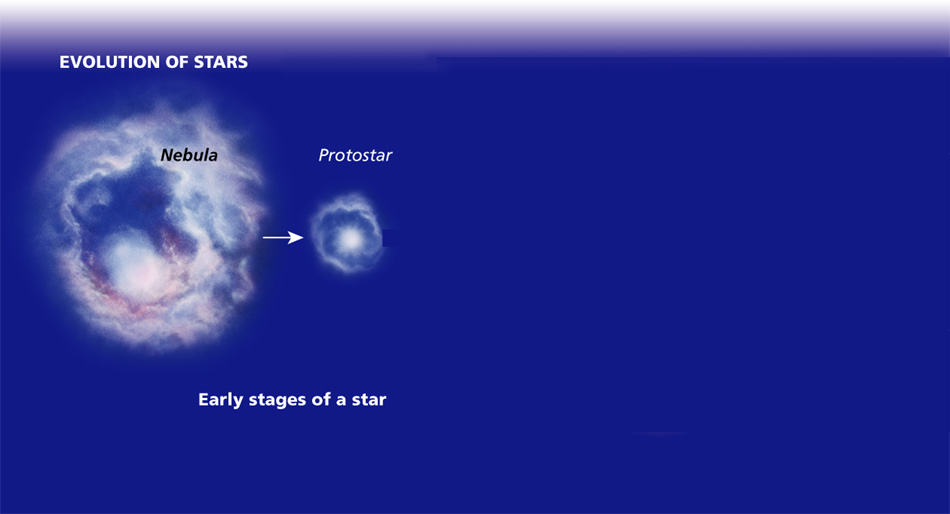 EVOLUTION OF STARS
Nebula
Protostar
Early stages of a star